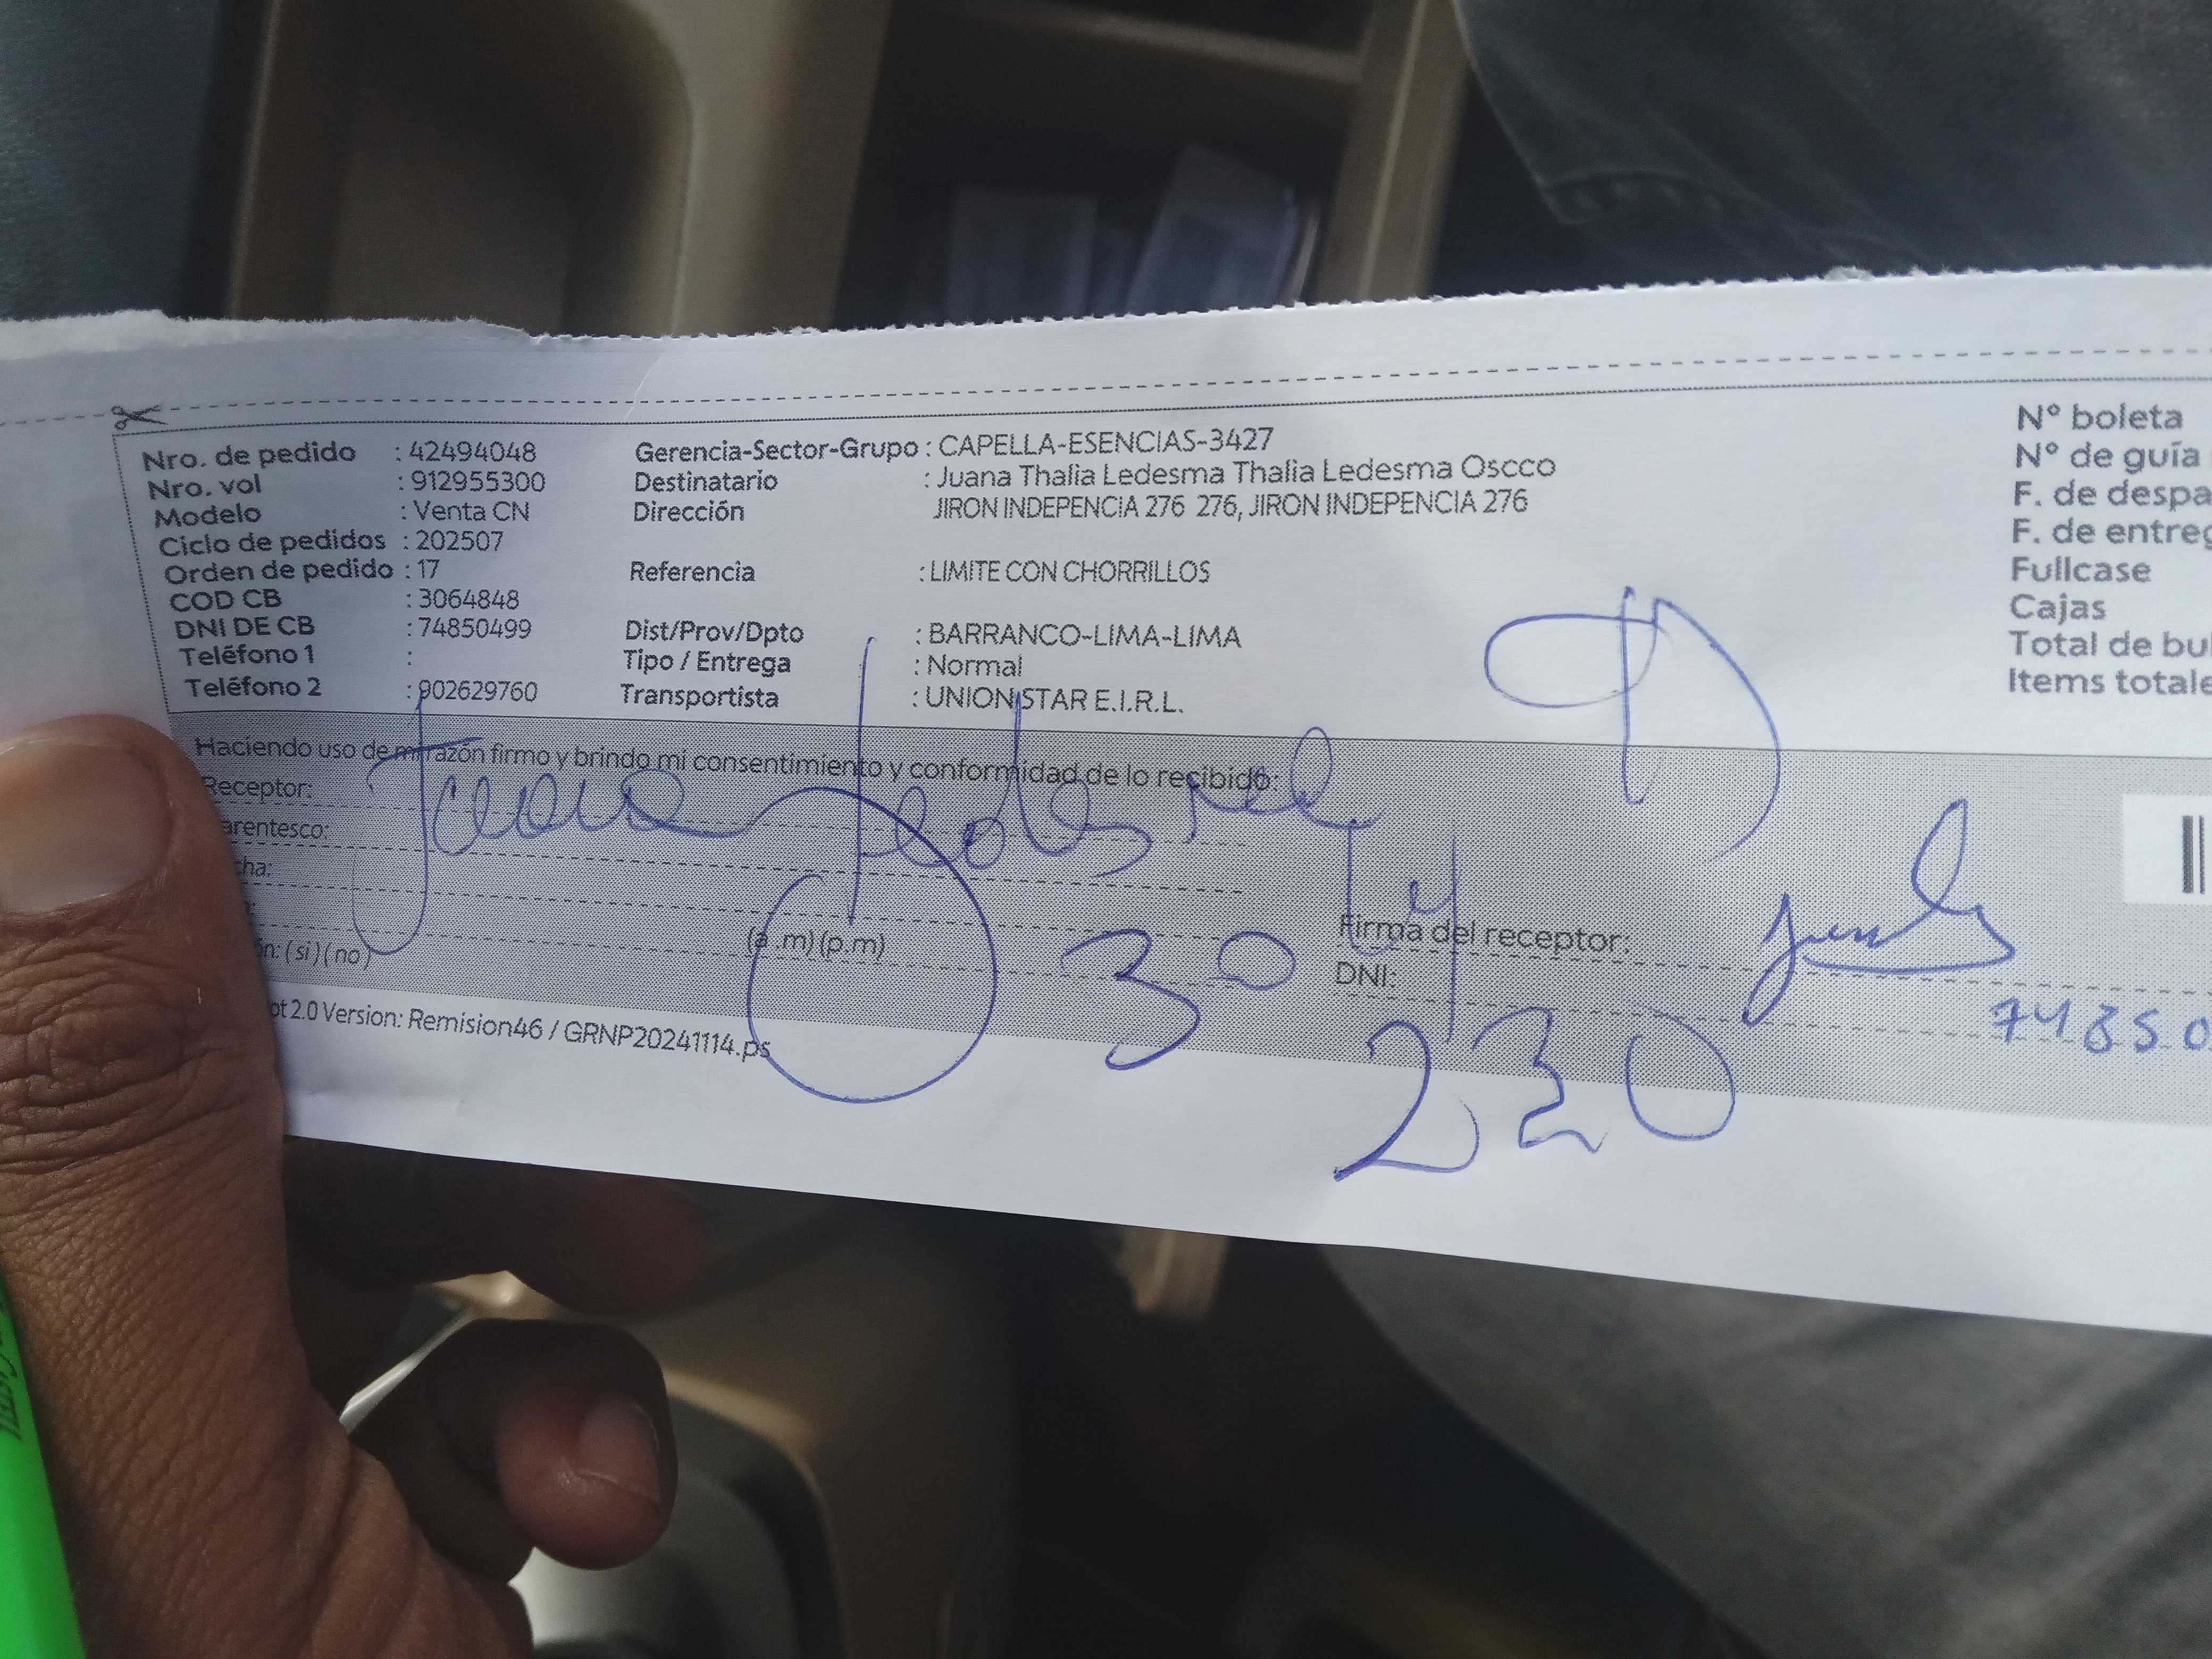 Nro. de pedido : 42494048
Nro. vol : 912955300
Modelo : Venta CN
Ciclo de pedidos : 202507
Orden de pedido : 17
COD CB : 3064848
DNI DE CB : 74850499
Teléfono 1 :
Teléfono 2 : 902629760
Gerencia-Sector-Grupo : CAPELLA-ESENCIAS-3427
Destinatario : Juana Thalia Ledesma Thalia Ledesma Oscco
Dirección JIRON INDEPENCIA 276 276, JIRON INDEPENCIA 276
Referencia : LIMITE CON CHORRILLOS
Dist/Prov/Dpto : BARRANCO-LIMA-LIMA
Tipo / Entrega : Normal
Transportista : UNION STAR E.I.R.L.
N° boleta
N° de guía
F. de despa
F. de entreg
Fullcase
Cajas
Total de bul
Items totale
Haciendo uso de mi razón firmo y brindo mi consentimiento y conformidad de lo recibido:
Receptor: Juana Ledesma
arentesco:
cha:
(a .m) (p.m)
ón: (si) (no)
30
230
Firma del receptor:
DNI: 74850
ot 2.0 Version: Remision46 / GRNP20241114.ps